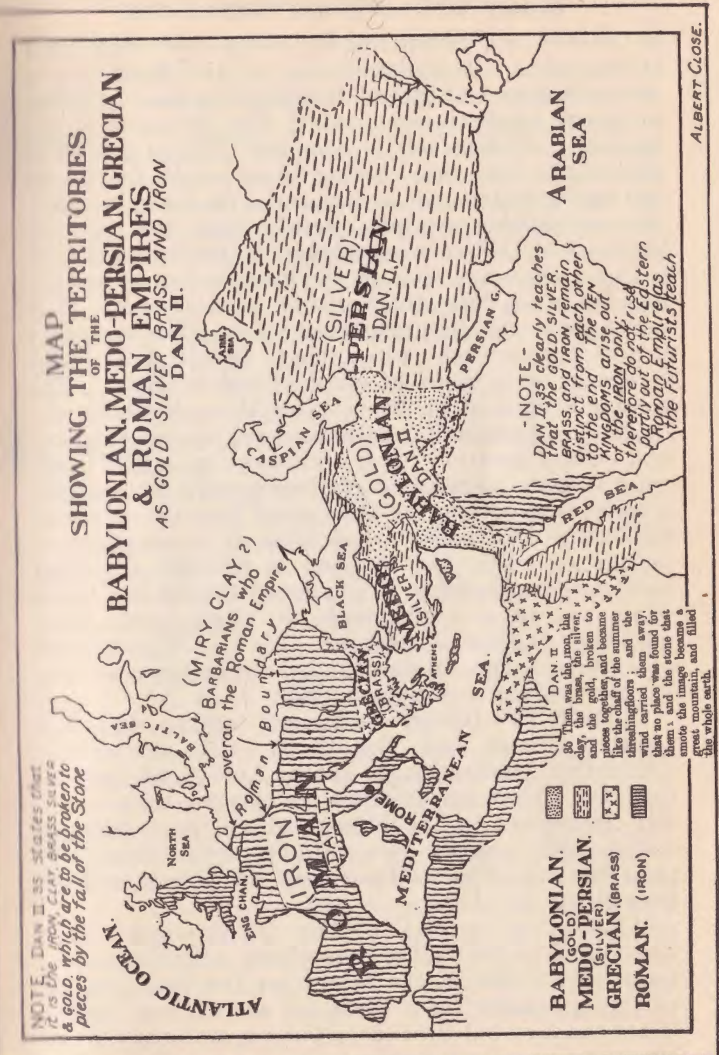 MAP
SHOWING THE TERRITORIES
OF THE
BABYLONIAN, MEDO-PERSIAN, GRECIAN
& ROMAN EMPIRES
AS GOLD SILVER BRASS AND IRON
DAN II.
NOTE. DAN II 35 states that
it is the IRON, CLAY, BRASS SILVER
& GOLD, which are to be broken to
pieces by the fall of the Stone
(MIRY CLAY ?)
BARBARIANS who
overan the Roman Empire
Roman Boundary
ATLANTIC OCEAN.
NORTH
SEA
BALTIC SEA
ENG CHAN.
BLACK SEA
CASPIAN SEA
ARAL
SEA
(IRON)
ROMAN
DAN. II
ROME
MEDITERRANEAN
SEA.
GRECIAN
(BRASS)
ATHENS
MEDO
(SILVER)
(GOLD)
BABYLONIAN
DAN II
(SILVER)
PERSIAN
DAN. II.
PERSIAN G.
RED SEA
ARABIAN
SEA
- NOTE -
DAN II 35 clearly teaches
that the GOLD, SILVER,
BRASS, and IRON, remain
distinct from each other
to the end. The TEN
KINGDOMS arise out
of the IRON only;
therefore do not rise
partly out of the Eastern
Roman Empire as
the Futurists teach
BABYLONIAN.
(GOLD)
MEDO-PERSIAN.
(SILVER)
GRECIAN. (BRASS)
ROMAN. (IRON)
DAN. II
35 Then was the iron, the
clay, the brass, the silver,
and the gold, broken to
pieces together, and became
like the chaff of the summer
threshingfloors; and the
wind carried them away,
that no place was found for
them: and the stone that
smote the image became a
great mountain, and filled
the whole earth.
ALBERT CLOSE.